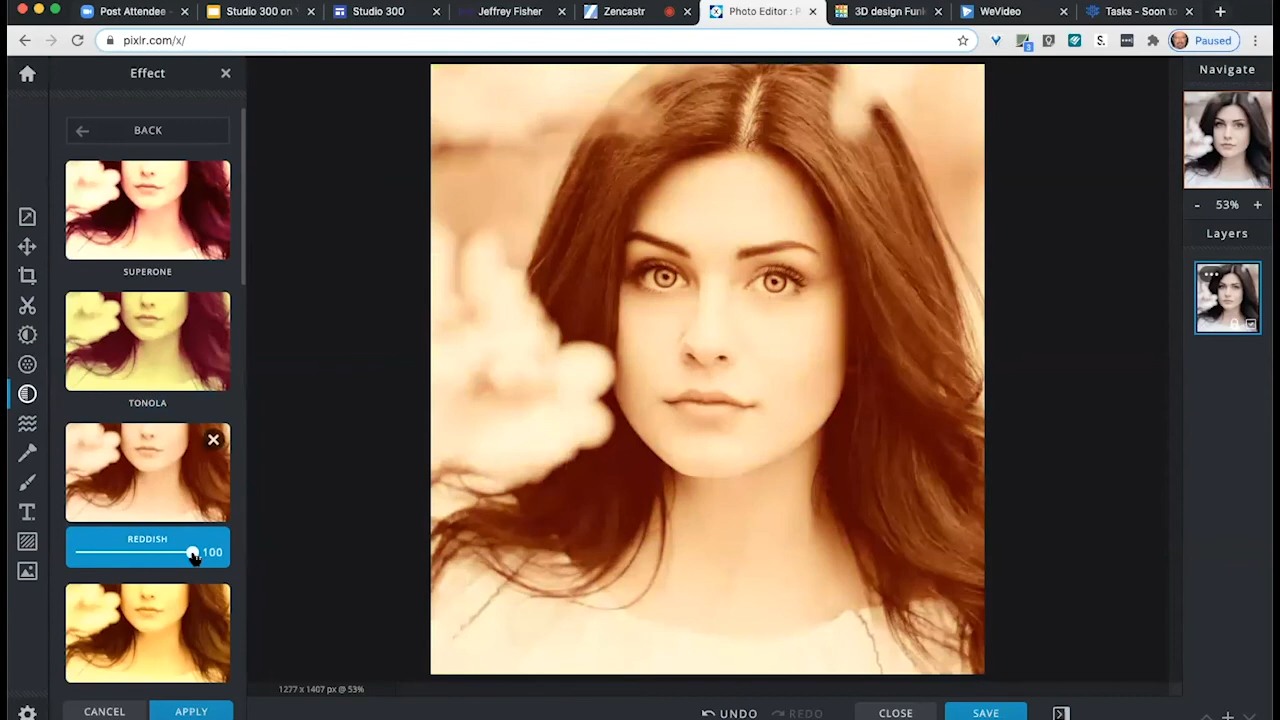 Post Attendee -
Studio 300 on
Studio 300
Jeffrey Fisher
Zencastr
Photo Editor : P
3D design Fun
WeVideo
Tasks - Soon to
pixlr.com/x/
3
S.
Paused
Effect
BACK
SUPERONE
TONOLA
REDDISH
100
CANCEL
APPLY
1277 x 1407 px @ 53%
UNDO
REDO
CLOSE
SAVE
Navigate
- 53% +
Layers